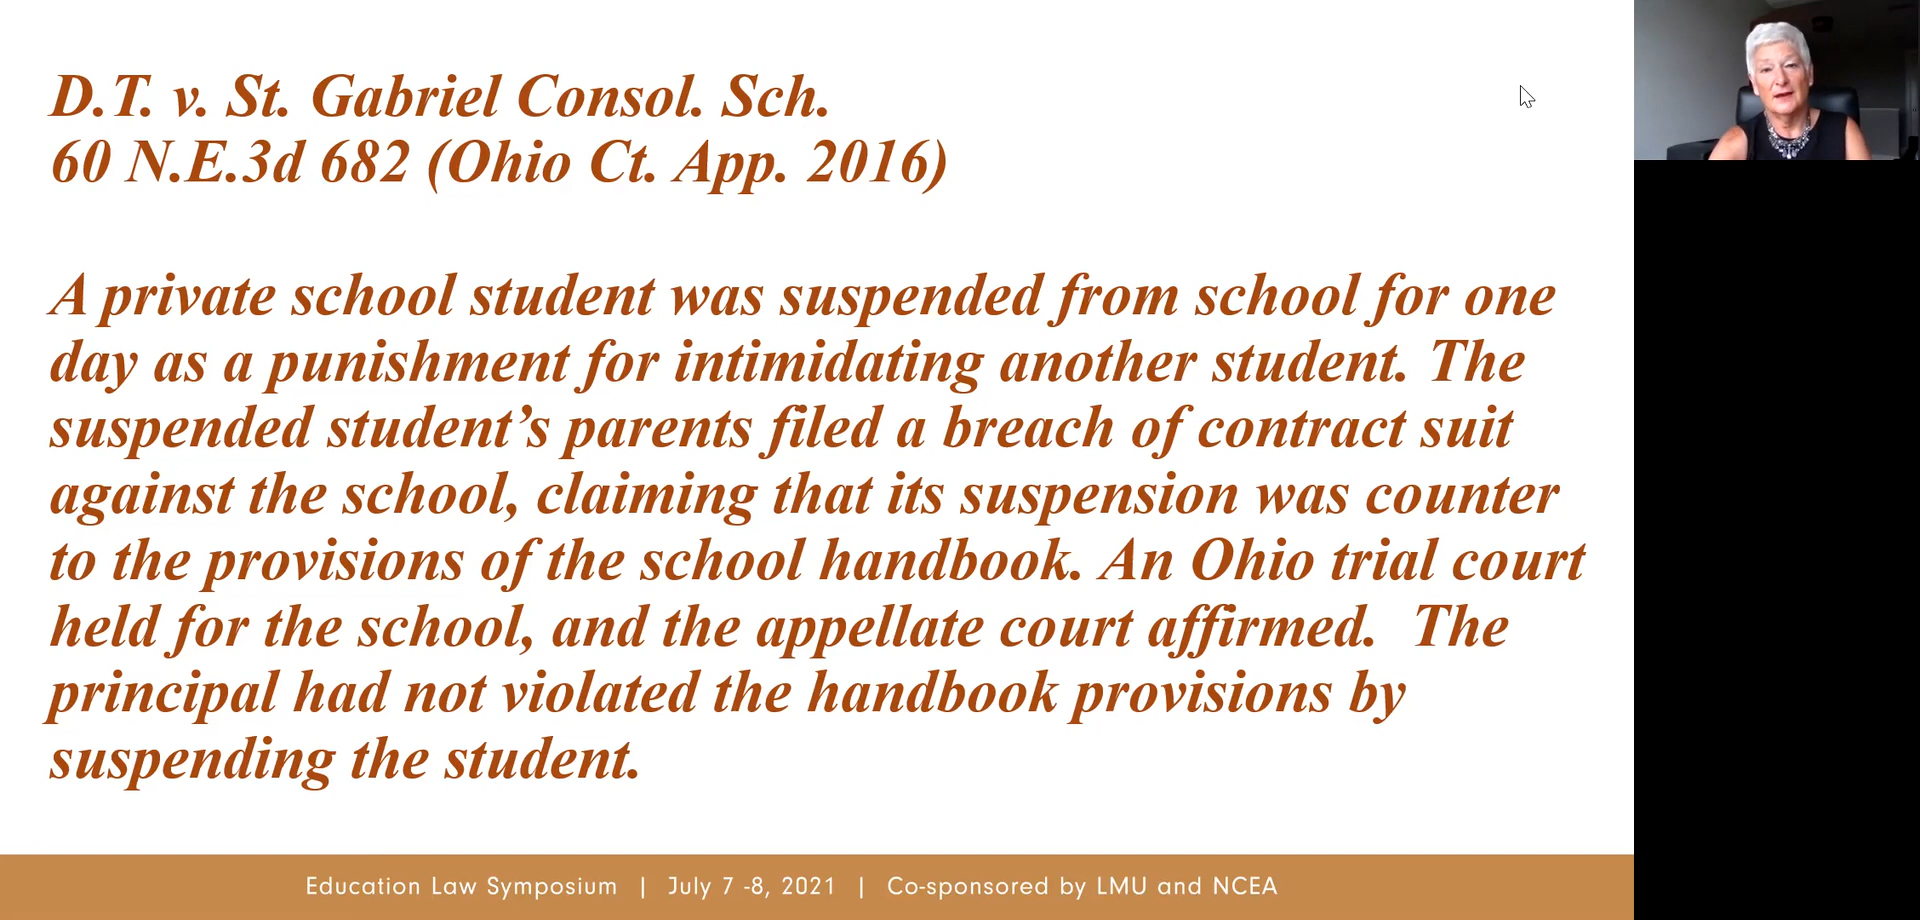 D.T. v. St. Gabriel Consol. Sch.
60 N.E.3d 682 (Ohio Ct. App. 2016)
A private school student was suspended from school for one
day as a punishment for intimidating another student. The
suspended student’s parents filed a breach of contract suit
against the school, claiming that its suspension was counter
to the provisions of the school handbook. An Ohio trial court
held for the school, and the appellate court affirmed.  The
principal had not violated the handbook provisions by
suspending the student.
Education Law Symposium | July 7 -8, 2021 | Co-sponsored by LMU and NCEA